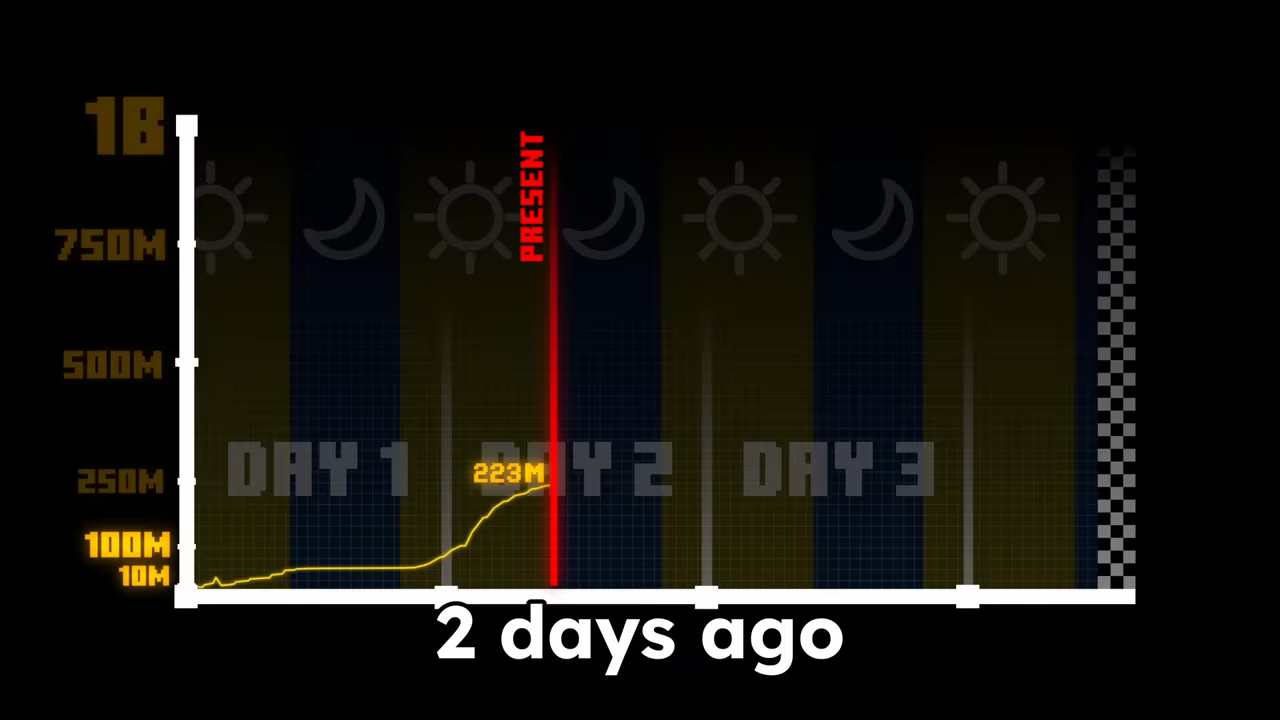 1B
PRESENT
750M
500M
DAY 1
DAY 2
DAY 3
223M
250M
100M
10M
2 days ago